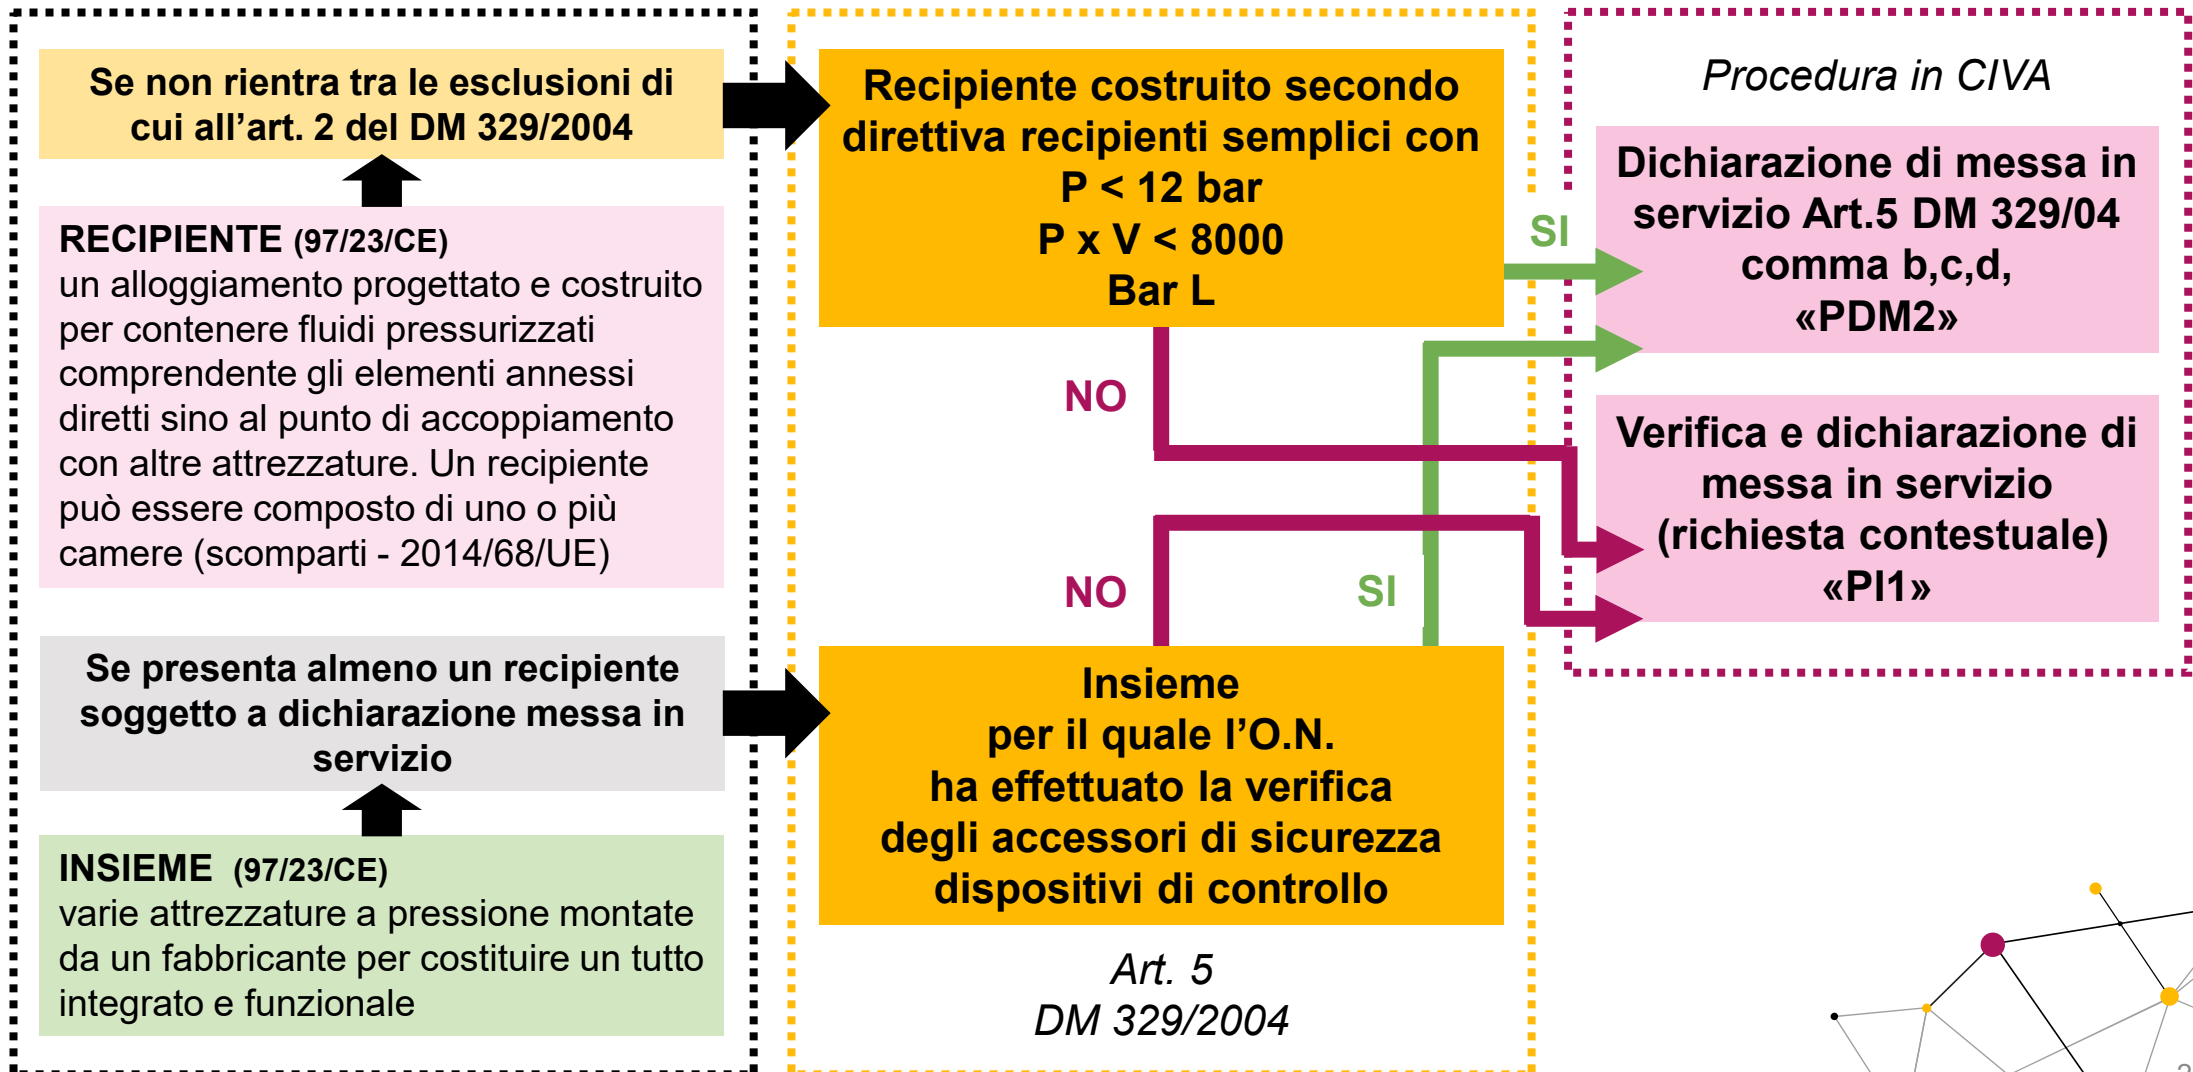 Se non rientra tra le esclusioni di
cui all’art. 2 del DM 329/2004
RECIPIENTE (97/23/CE)
un alloggiamento progettato e costruito
per contenere fluidi pressurizzati
comprendente gli elementi annessi
diretti sino al punto di accoppiamento
con altre attrezzature. Un recipiente
può essere composto di uno o più
camere (scomparti - 2014/68/UE)
Se presenta almeno un recipiente
soggetto a dichiarazione messa in
servizio
INSIEME (97/23/CE)
varie attrezzature a pressione montate
da un fabbricante per costituire un tutto
integrato e funzionale
Recipiente costruito secondo
direttiva recipienti semplici con
P < 12 bar
P x V < 8000
Bar L
SI
NO
NO
SI
Insieme
per il quale l’O.N.
ha effettuato la verifica
degli accessori di sicurezza
dispositivi di controllo
Art. 5
DM 329/2004
Procedura in CIVA
Dichiarazione di messa in
servizio Art.5 DM 329/04
comma b,c,d,
«PDM2»
Verifica e dichiarazione di
messa in servizio
(richiesta contestuale)
«PI1»